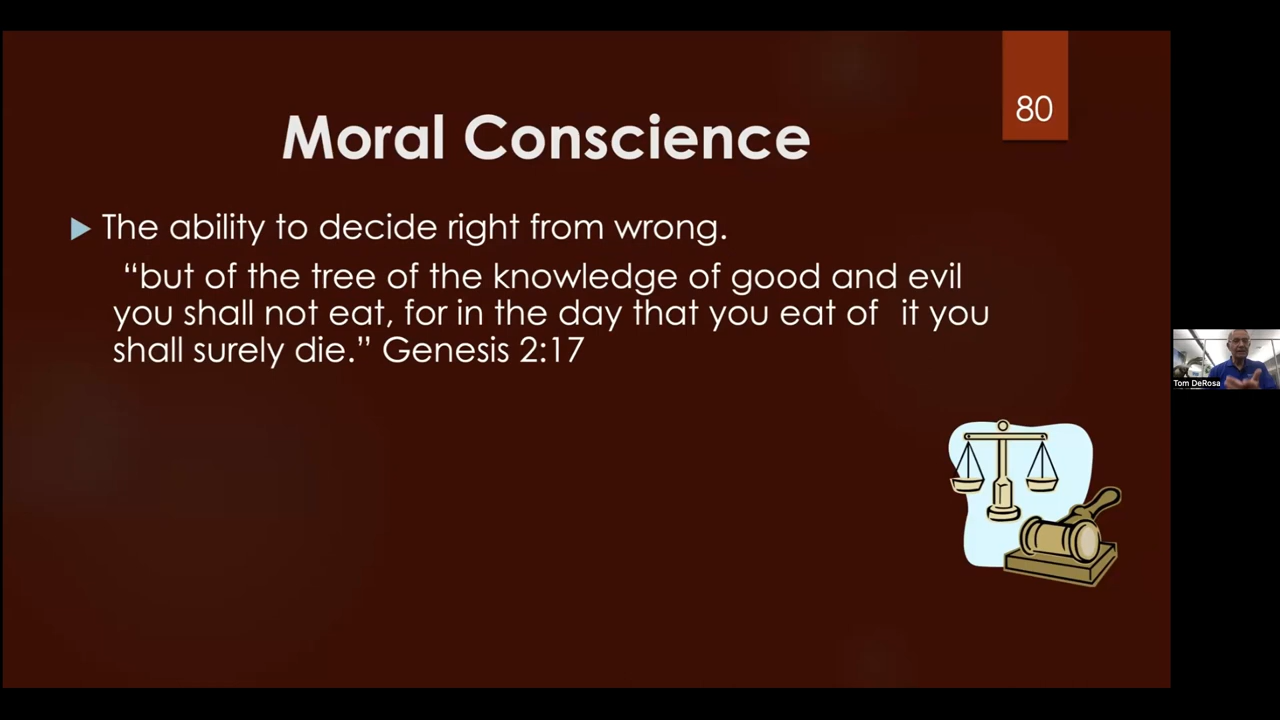 80
Moral Conscience
The ability to decide right from wrong.
“but of the tree of the knowledge of good and evil
you shall not eat, for in the day that you eat of  it you
shall surely die.” Genesis 2:17
Tom DeRosa